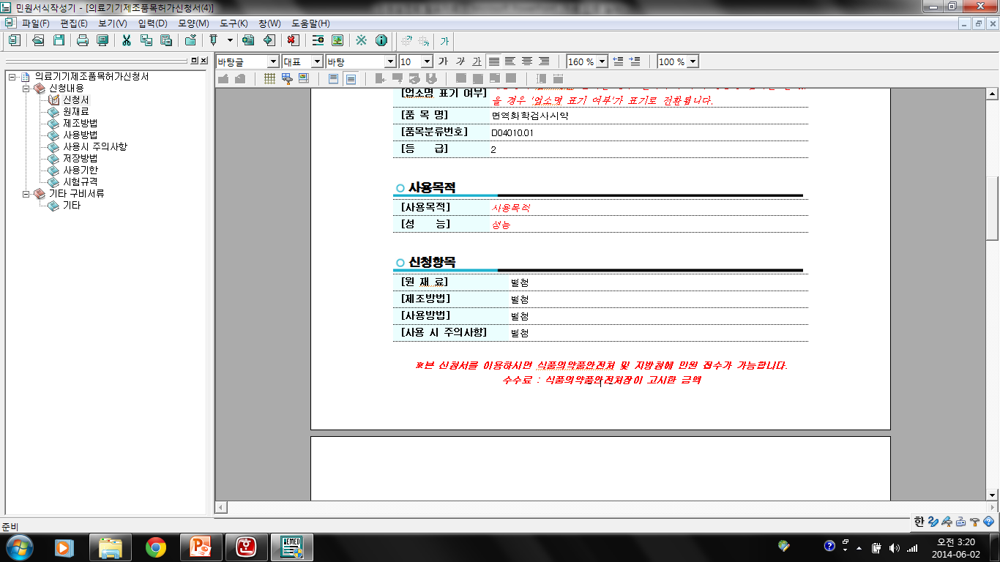 민원서식작성기 - [의료기기제조품목허가신청서(4)]
파일(F) 편집(E) 보기(V) 입력(D) 모양(M) 도구(K) 창(W) 도움말(H)
가
바탕글 대표 바탕 10 가 가 가 160 % 100 %
의료기기제조품목허가신청서
신청내용
신청서
원재료
제조방법
사용방법
사용시 주의사항
저장방법
사용기한
시험규격
기타 구비서류
기타
[업소명 표기 여부]
을 경우 '업소명 표기 여부'가 표기로 전환됩니다.
[품 목 명] 면역화학검사시약
[품목분류번호] D04010.01
[등 급] 2
사용목적
[사용목적] 사용목적
[성 능] 성능
신청항목
[원 재 료] 별첨
[제조방법] 별첨
[사용방법] 별첨
[사용 시 주의사항] 별첨
※본 신청서를 이용하시면 식품의약품안전처 및 지방청에 민원 접수가 가능합니다.
수수료 : 식품의약품안전처장이 고시한 금액
준비
한
KEMED
오전 3:20
2014-06-02